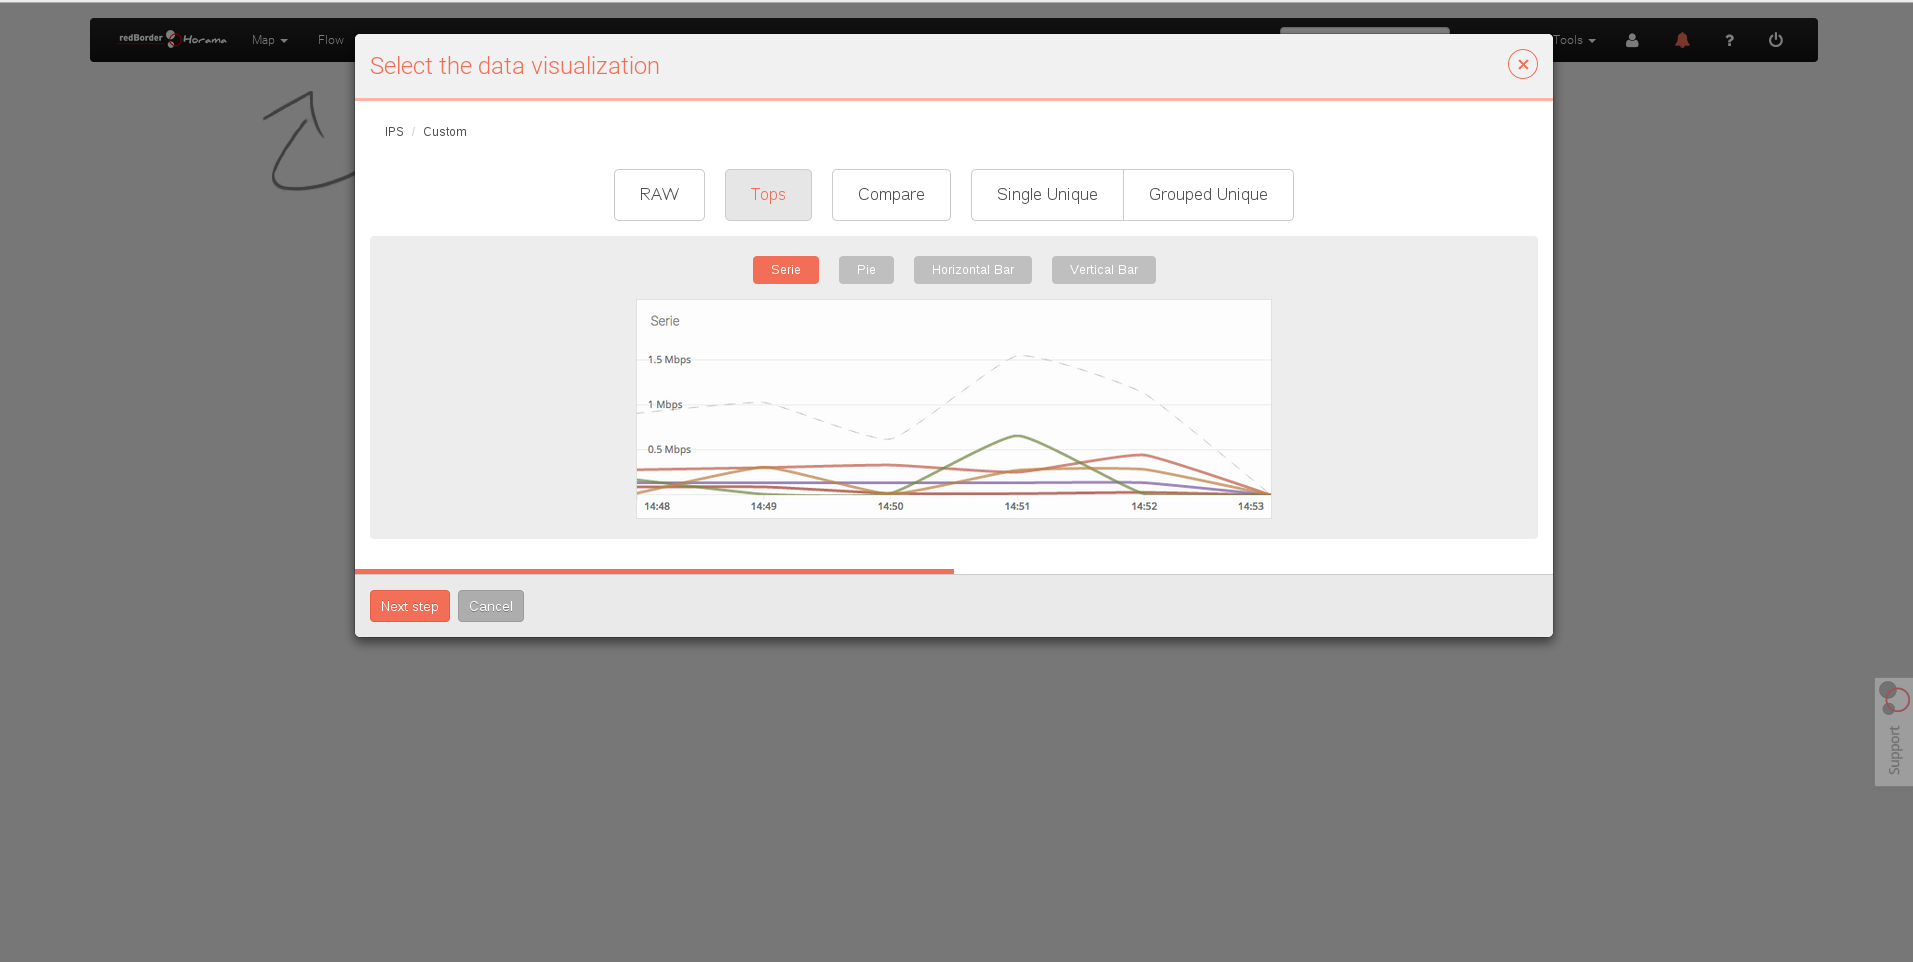 redBorder Horama Map Flow Tools ?
Select the data visualization
IPS / Custom
RAW Tops Compare Single Unique Grouped Unique
Serie Pie Horizontal Bar Vertical Bar
Serie
1.5 Mbps
1 Mbps
0.5 Mbps
14:48 14:49 14:50 14:51 14:52 14:53
Next step Cancel
Support